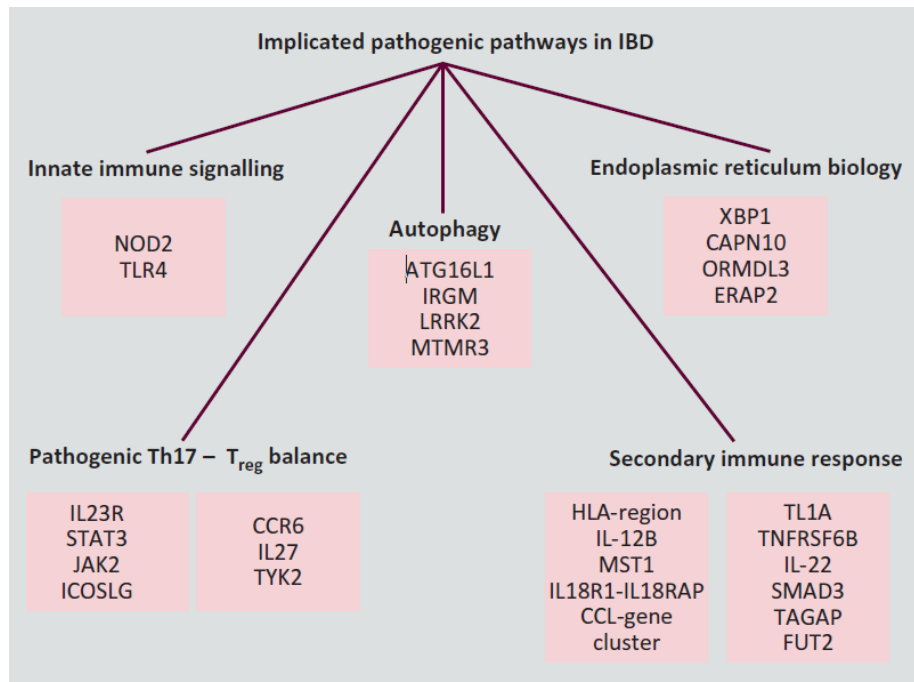 Implicated pathogenic pathways in IBD
Innate immune signalling
NOD2
TLR4
Autophagy
ATG16L1
IRGM
LRRK2
MTMR3
Endoplasmic reticulum biology
XBP1
CAPN10
ORMDL3
ERAP2
Pathogenic Th17 – Treg balance
IL23R
STAT3
JAK2
ICOSLG
CCR6
IL27
TYK2
Secondary immune response
HLA-region
IL-12B
MST1
IL18R1-IL18RAP
CCL-gene
cluster
TL1A
TNFRSF6B
IL-22
SMAD3
TAGAP
FUT2